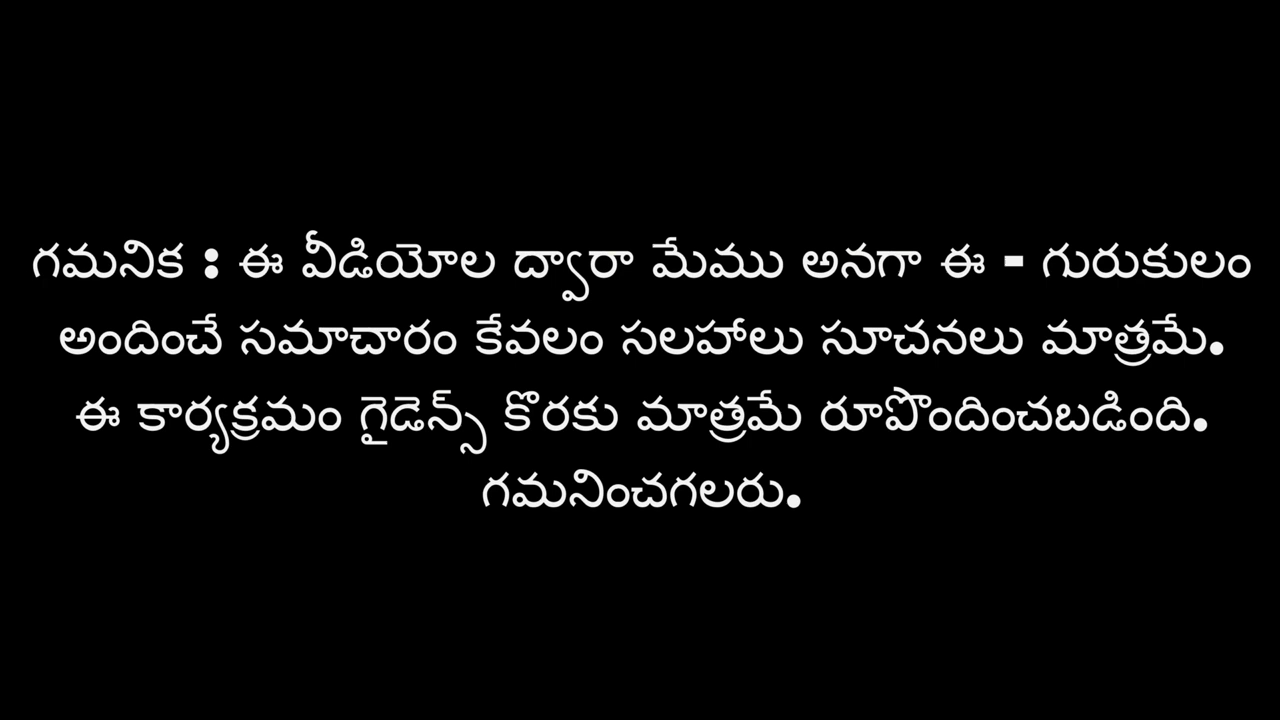 గమనిక : ఈ వీడియోల ద్వారా మేము అనగా ఈ - గురుకులం
అందించే సమాచారం కేవలం సలహాలు సూచనలు మాత్రమే.
ఈ కార్యక్రమం గైడెన్స్ కొరకు మాత్రమే రూపొందించబడింది.
గమనించగలరు.